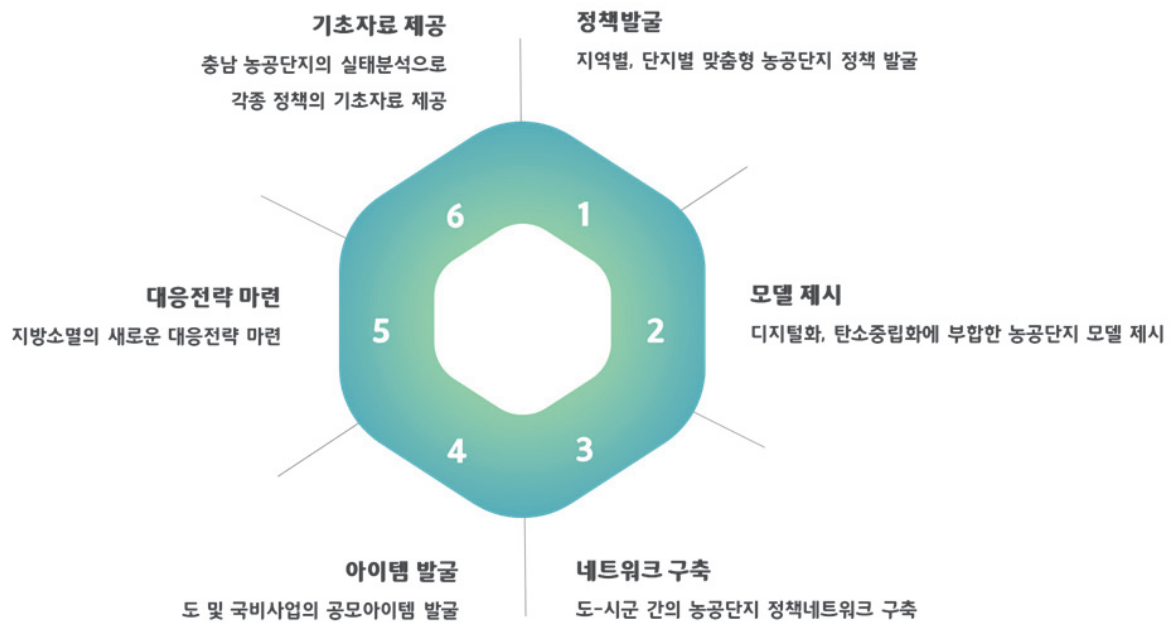 기초자료 제공
충남 농공단지의 실태분석으로
각종 정책의 기초자료 제공
정책발굴
지역별, 단지별 맞춤형 농공단지 정책 발굴
6
1
대응전략 마련
지방소멸의 새로운 대응전략 마련
5
2
모델 제시
디지털화, 탄소중립화에 부합한 농공단지 모델 제시
4
3
아이템 발굴
도 및 국비사업의 공모아이템 발굴
네트워크 구축
도-시군 간의 농공단지 정책네트워크 구축